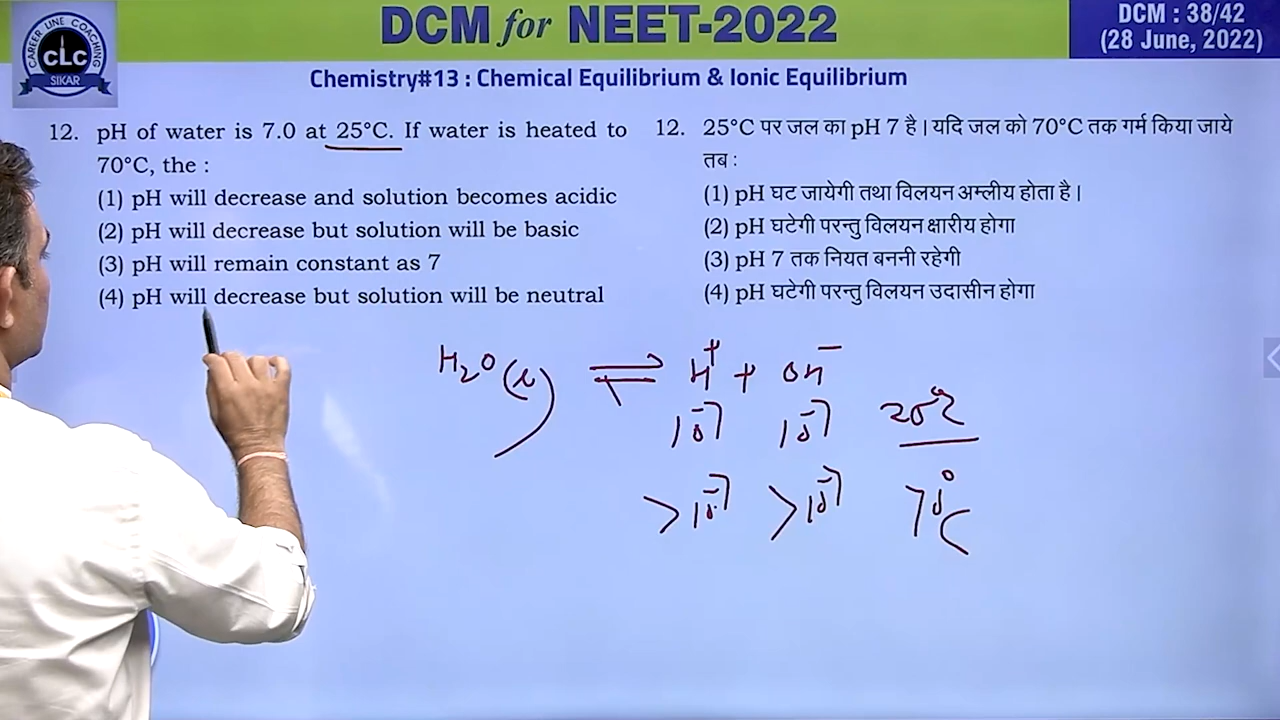 CAREER LINE COACHING
CLC
SIKAR
DCM for NEET-2022
DCM : 38/42
(28 June, 2022)
Chemistry#13 : Chemical Equilibrium & Ionic Equilibrium
12. pH of water is 7.0 at 25°C. If water is heated to
70°C, the :
(1) pH will decrease and solution becomes acidic
(2) pH will decrease but solution will be basic
(3) pH will remain constant as 7
(4) pH will decrease but solution will be neutral
12. 25°C पर जल का pH 7 है। यदि जल को 70°C तक गर्म किया जाये
तब :
(1) pH घट जायेगी तथा विलयन अम्लीय होता है।
(2) pH घटेगी परन्तु विलयन क्षारीय होगा
(3) pH 7 तक नियत बननी रहेगी
(4) pH घटेगी परन्तु विलयन उदासीन होगा
H₂O(l) ⇌ H⁺ + OH⁻
10⁻⁷ 10⁻⁷ 25°C
>10⁻⁷ >10⁻⁷ 70°C